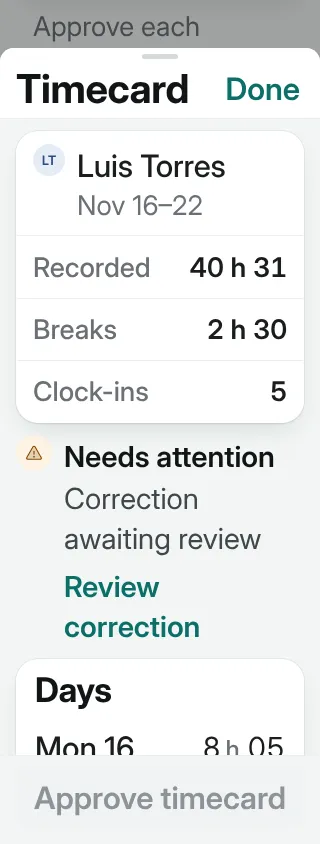 Approve each
Timecard
Done
LT
Luis Torres
Nov 16–22
Recorded 40 h 31
Breaks 2 h 30
Clock-ins 5
Needs attention
Correction
awaiting review
Review
correction
Days
Mon 16 8 h 05
Approve timecard